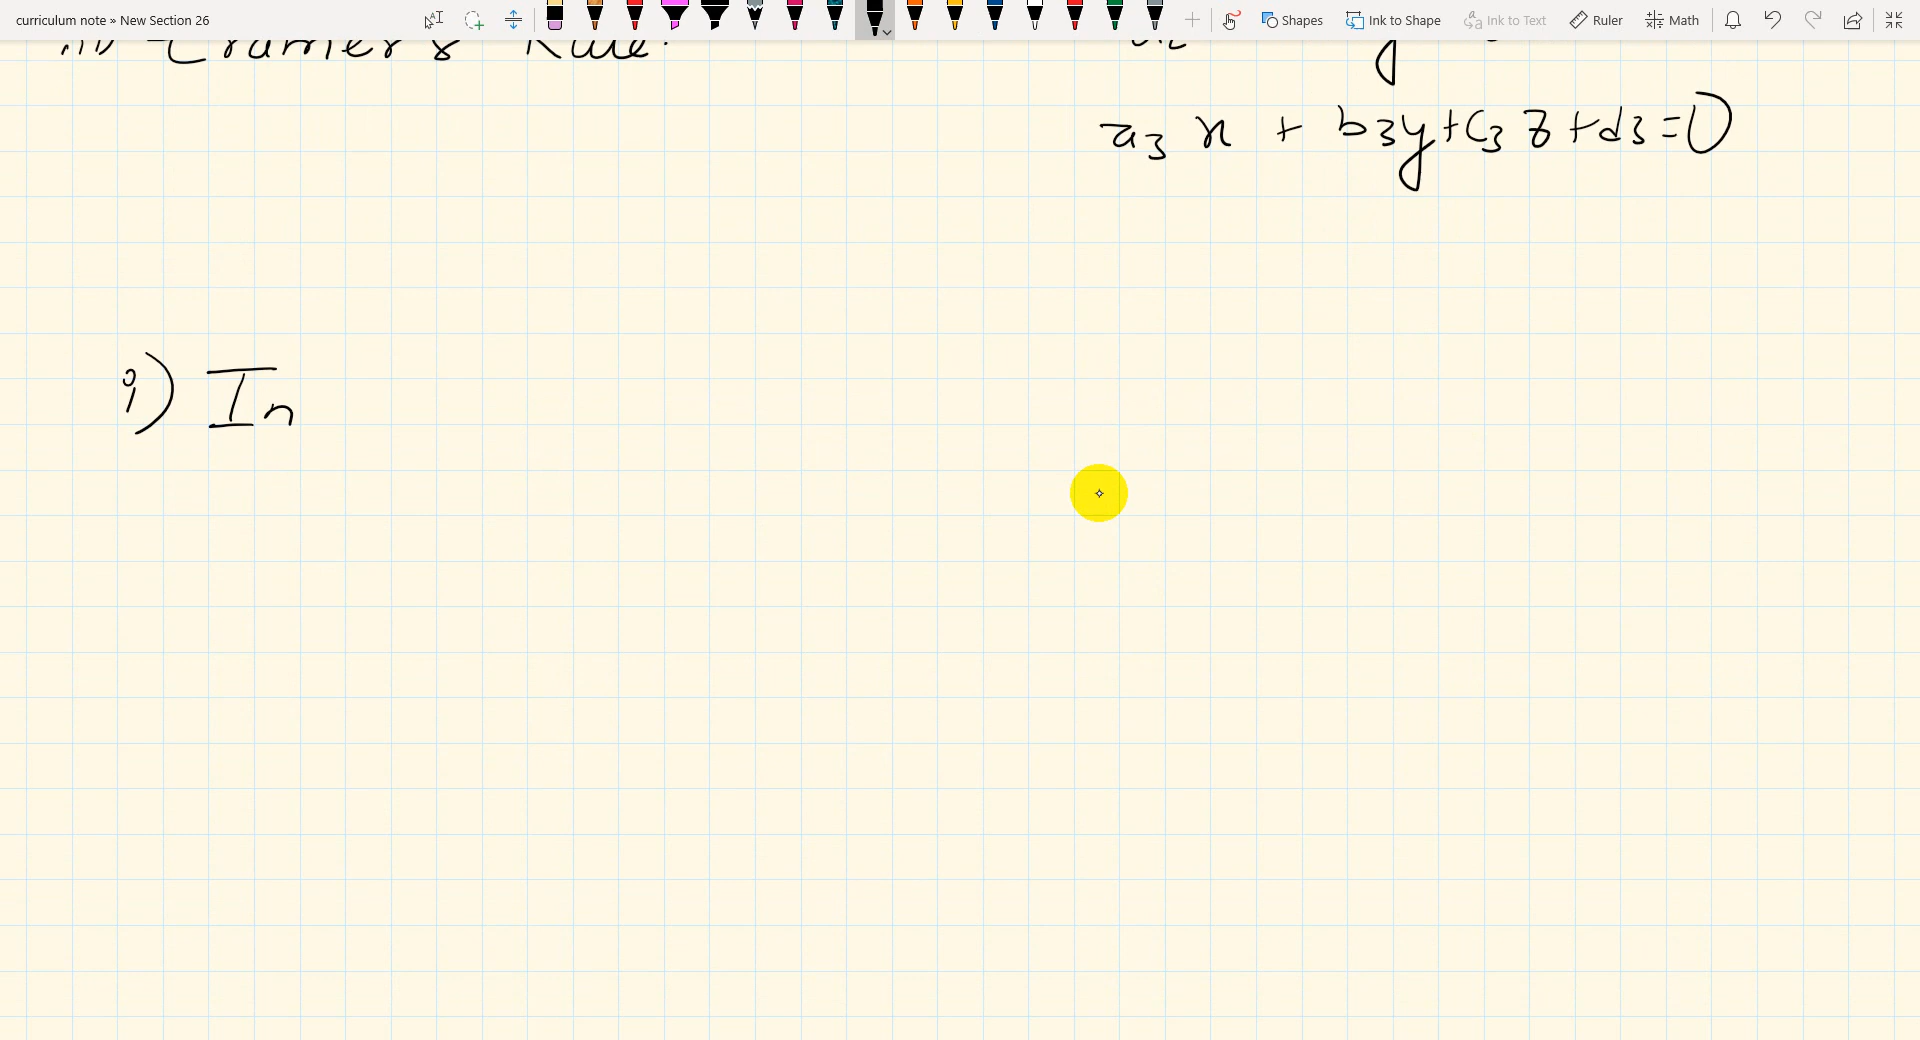 curriculum note » New Section 26
Shapes
Ink to Shape
Ink to Text
Ruler
Math
Cramer's Rule.
a₃ x + b₃y+c₃ z + d₃ = 0
i) In